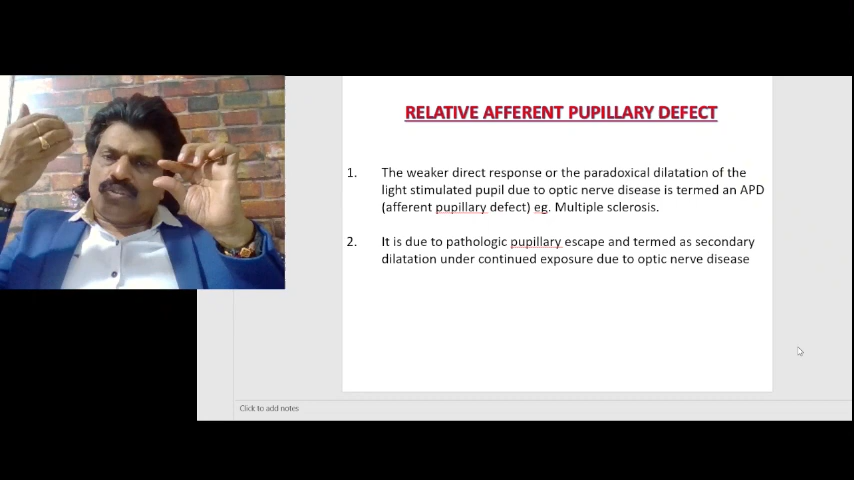 RELATIVE AFFERENT PUPILLARY DEFECT
1. The weaker direct response or the paradoxical dilatation of the
light stimulated pupil due to optic nerve disease is termed an APD
(afferent pupillary defect) eg. Multiple sclerosis.
2. It is due to pathologic pupillary escape and termed as secondary
dilatation under continued exposure due to optic nerve disease
Click to add notes